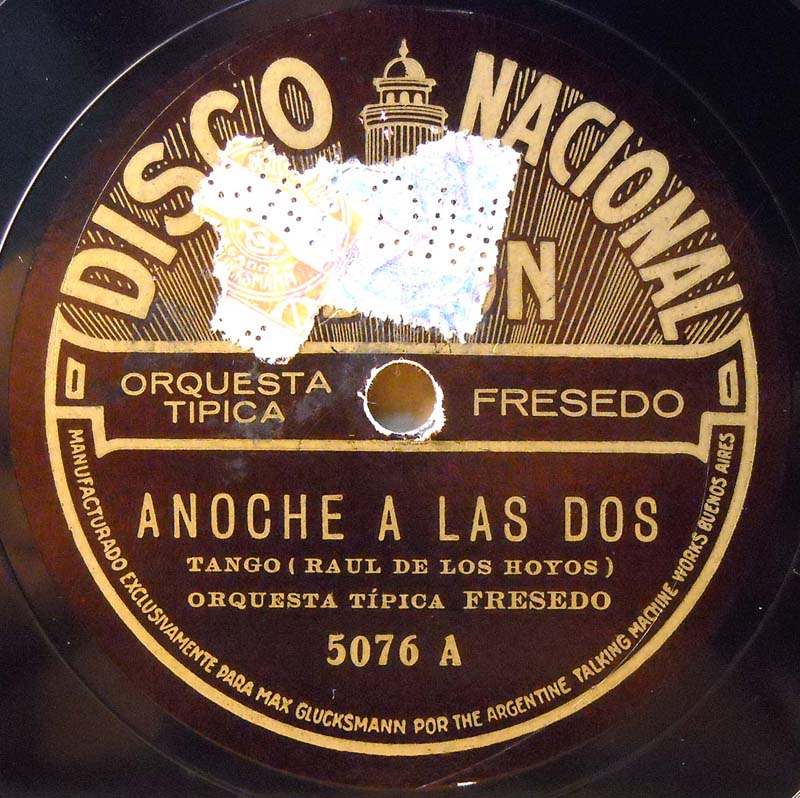 DISCO NACIONAL
ORQUESTA
TIPICA
FRESEDO
ANOCHE A LAS DOS
TANGO ( RAUL DE LOS HOYOS )
ORQUESTA TÍPICA FRESEDO
5076 A
MANUFACTURADO EXCLUSIVAMENTE PARA MAX GLUCKSMANN POR THE ARGENTINE TALKING MACHINE WORKS BUENOS AIRES